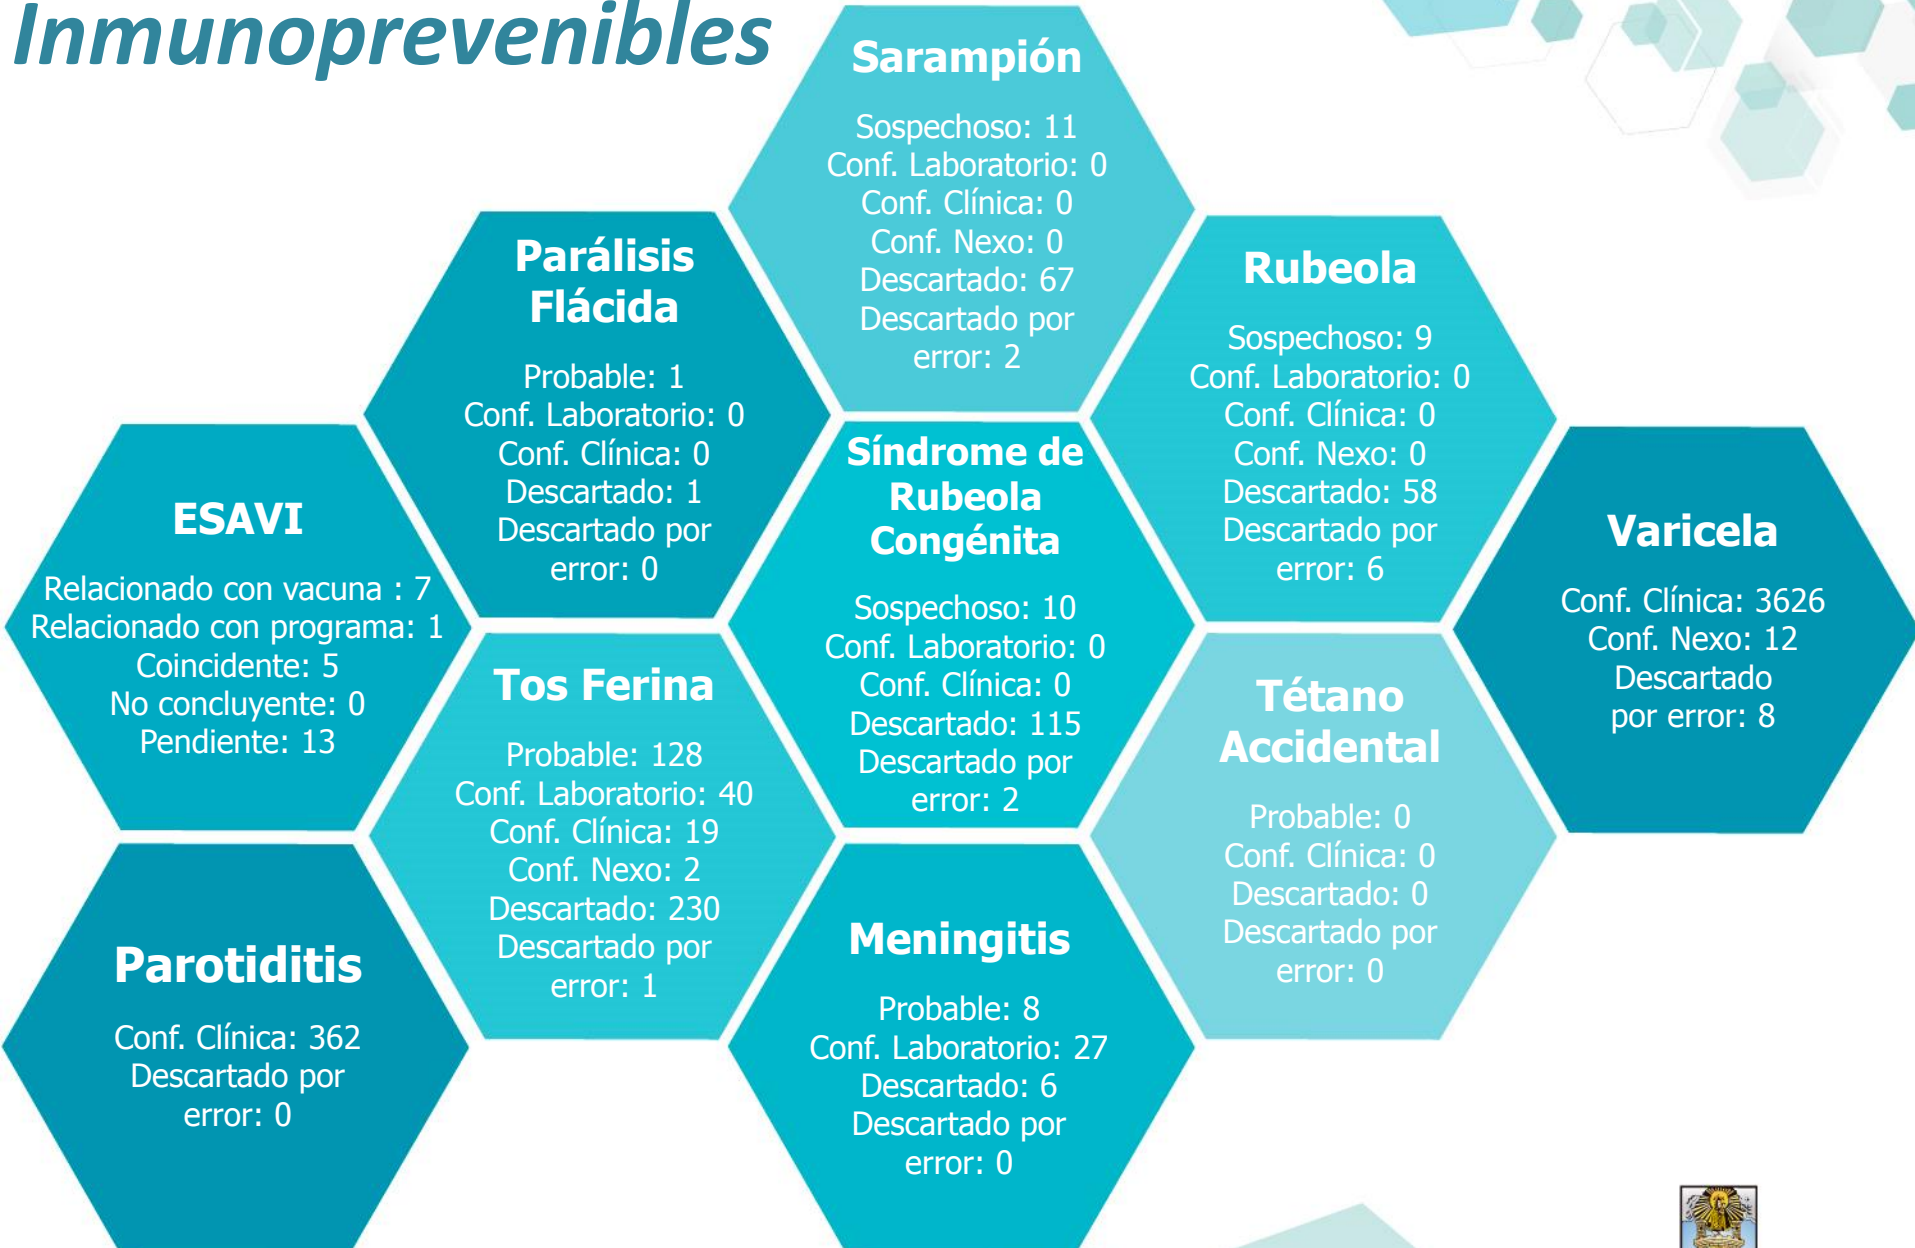 Inmunoprevenibles
Sarampión
Sospechoso: 11
Conf. Laboratorio: 0
Conf. Clínica: 0
Conf. Nexo: 0
Descartado: 67
Descartado por
error: 2
Parálisis
Flácida
Probable: 1
Conf. Laboratorio: 0
Conf. Clínica: 0
Descartado: 1
Descartado por
error: 0
Rubeola
Sospechoso: 9
Conf. Laboratorio: 0
Conf. Clínica: 0
Conf. Nexo: 0
Descartado: 58
Descartado por
error: 6
ESAVI
Relacionado con vacuna : 7
Relacionado con programa: 1
Coincidente: 5
No concluyente: 0
Pendiente: 13
Síndrome de
Rubeola
Congénita
Sospechoso: 10
Conf. Laboratorio: 0
Conf. Clínica: 0
Descartado: 115
Descartado por
error: 2
Varicela
Conf. Clínica: 3626
Conf. Nexo: 12
Descartado
por error: 8
Tos Ferina
Probable: 128
Conf. Laboratorio: 40
Conf. Clínica: 19
Conf. Nexo: 2
Descartado: 230
Descartado por
error: 1
Tétano
Accidental
Probable: 0
Conf. Clínica: 0
Descartado: 0
Descartado por
error: 0
Parotiditis
Conf. Clínica: 362
Descartado por
error: 0
Meningitis
Probable: 8
Conf. Laboratorio: 27
Descartado: 6
Descartado por
error: 0